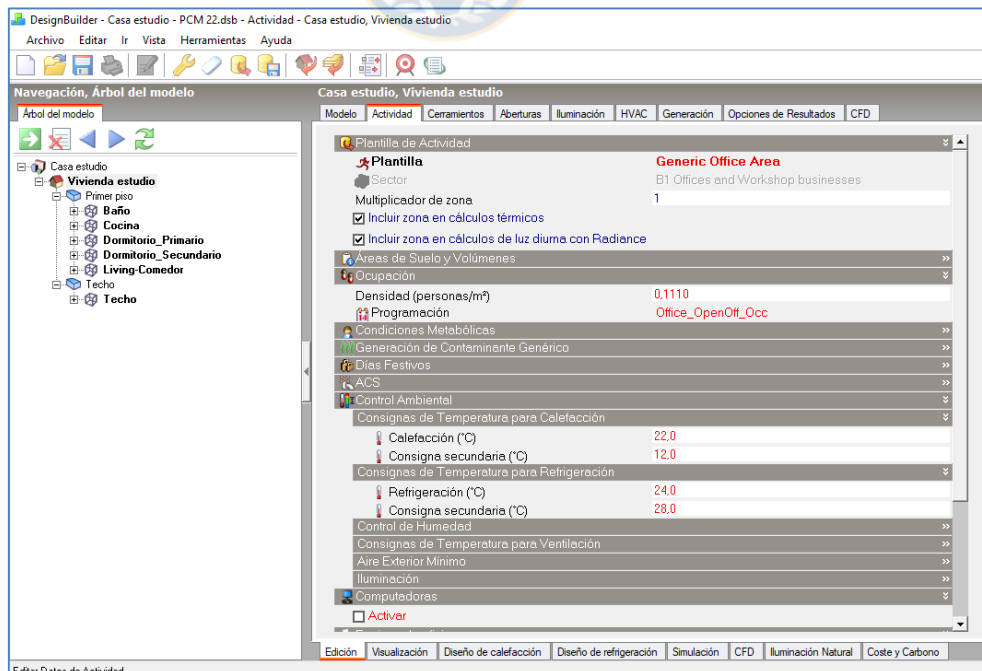 DesignBuilder - Casa estudio - PCM 22.dsb - Actividad - Casa estudio, Vivienda estudio
Archivo Editar Ir Vista Herramientas Ayuda
Navegación, Árbol del modelo
Árbol del modelo
Casa estudio
Vivienda estudio
Primer piso
Baño
Cocina
Dormitorio_Primario
Dormitorio_Secundario
Living-Comedor
Techo
Techo
Casa estudio, Vivienda estudio
Modelo Actividad Cerramientos Aberturas Iluminación HVAC Generación Opciones de Resultados CFD
Plantilla de Actividad
Plantilla Generic Office Area
Sector B1 Offices and Workshop businesses
Multiplicador de zona 1
Incluir zona en cálculos térmicos
Incluir zona en cálculos de luz diurna con Radiance
Áreas de Suelo y Volúmenes
Ocupación
Densidad (personas/m²) 0,1110
Programación Office_OpenOff_Occ
Condiciones Metabólicas
Generación de Contaminante Genérico
Días Festivos
ACS
Control Ambiental
Consignas de Temperatura para Calefacción
Calefacción (°C) 22,0
Consigna secundaria (°C) 12,0
Consignas de Temperatura para Refrigeración
Refrigeración (°C) 24,0
Consigna secundaria (°C) 28,0
Control de Humedad
Consignas de Temperatura para Ventilación
Aire Exterior Mínimo
Iluminación
Computadoras
Activar
Edición Visualización Diseño de calefacción Diseño de refrigeración Simulación CFD Iluminación Natural Coste y Carbono
Editar Datos de Actividad